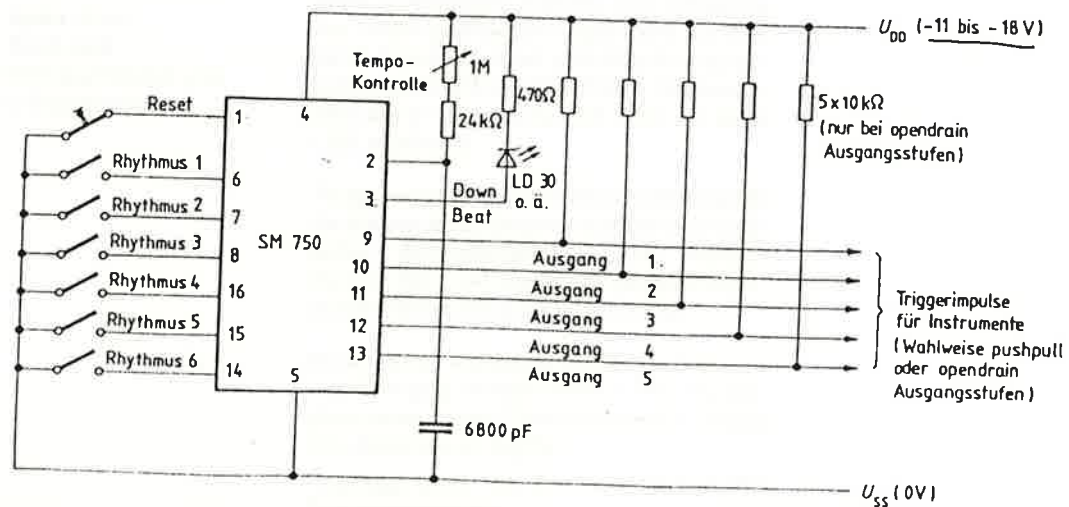 U_DD (-11 bis -18 V)
Tempo-
Kontrolle
1M
24kΩ
470Ω
5 x 10 kΩ
(nur bei opendrain
Ausgangsstufen)
LD 30
o. ä.
Down
Beat
Reset
Rhythmus 1
Rhythmus 2
Rhythmus 3
Rhythmus 4
Rhythmus 5
Rhythmus 6
1
6
7
8
16
15
14
4
SM 750
5
2
3
9
10
11
12
13
Ausgang 1
Ausgang 2
Ausgang 3
Ausgang 4
Ausgang 5
Triggerimpulse
für Instrumente
(Wahlweise pushpull
oder opendrain
Ausgangsstufen)
6800 pF
U_SS (0V)